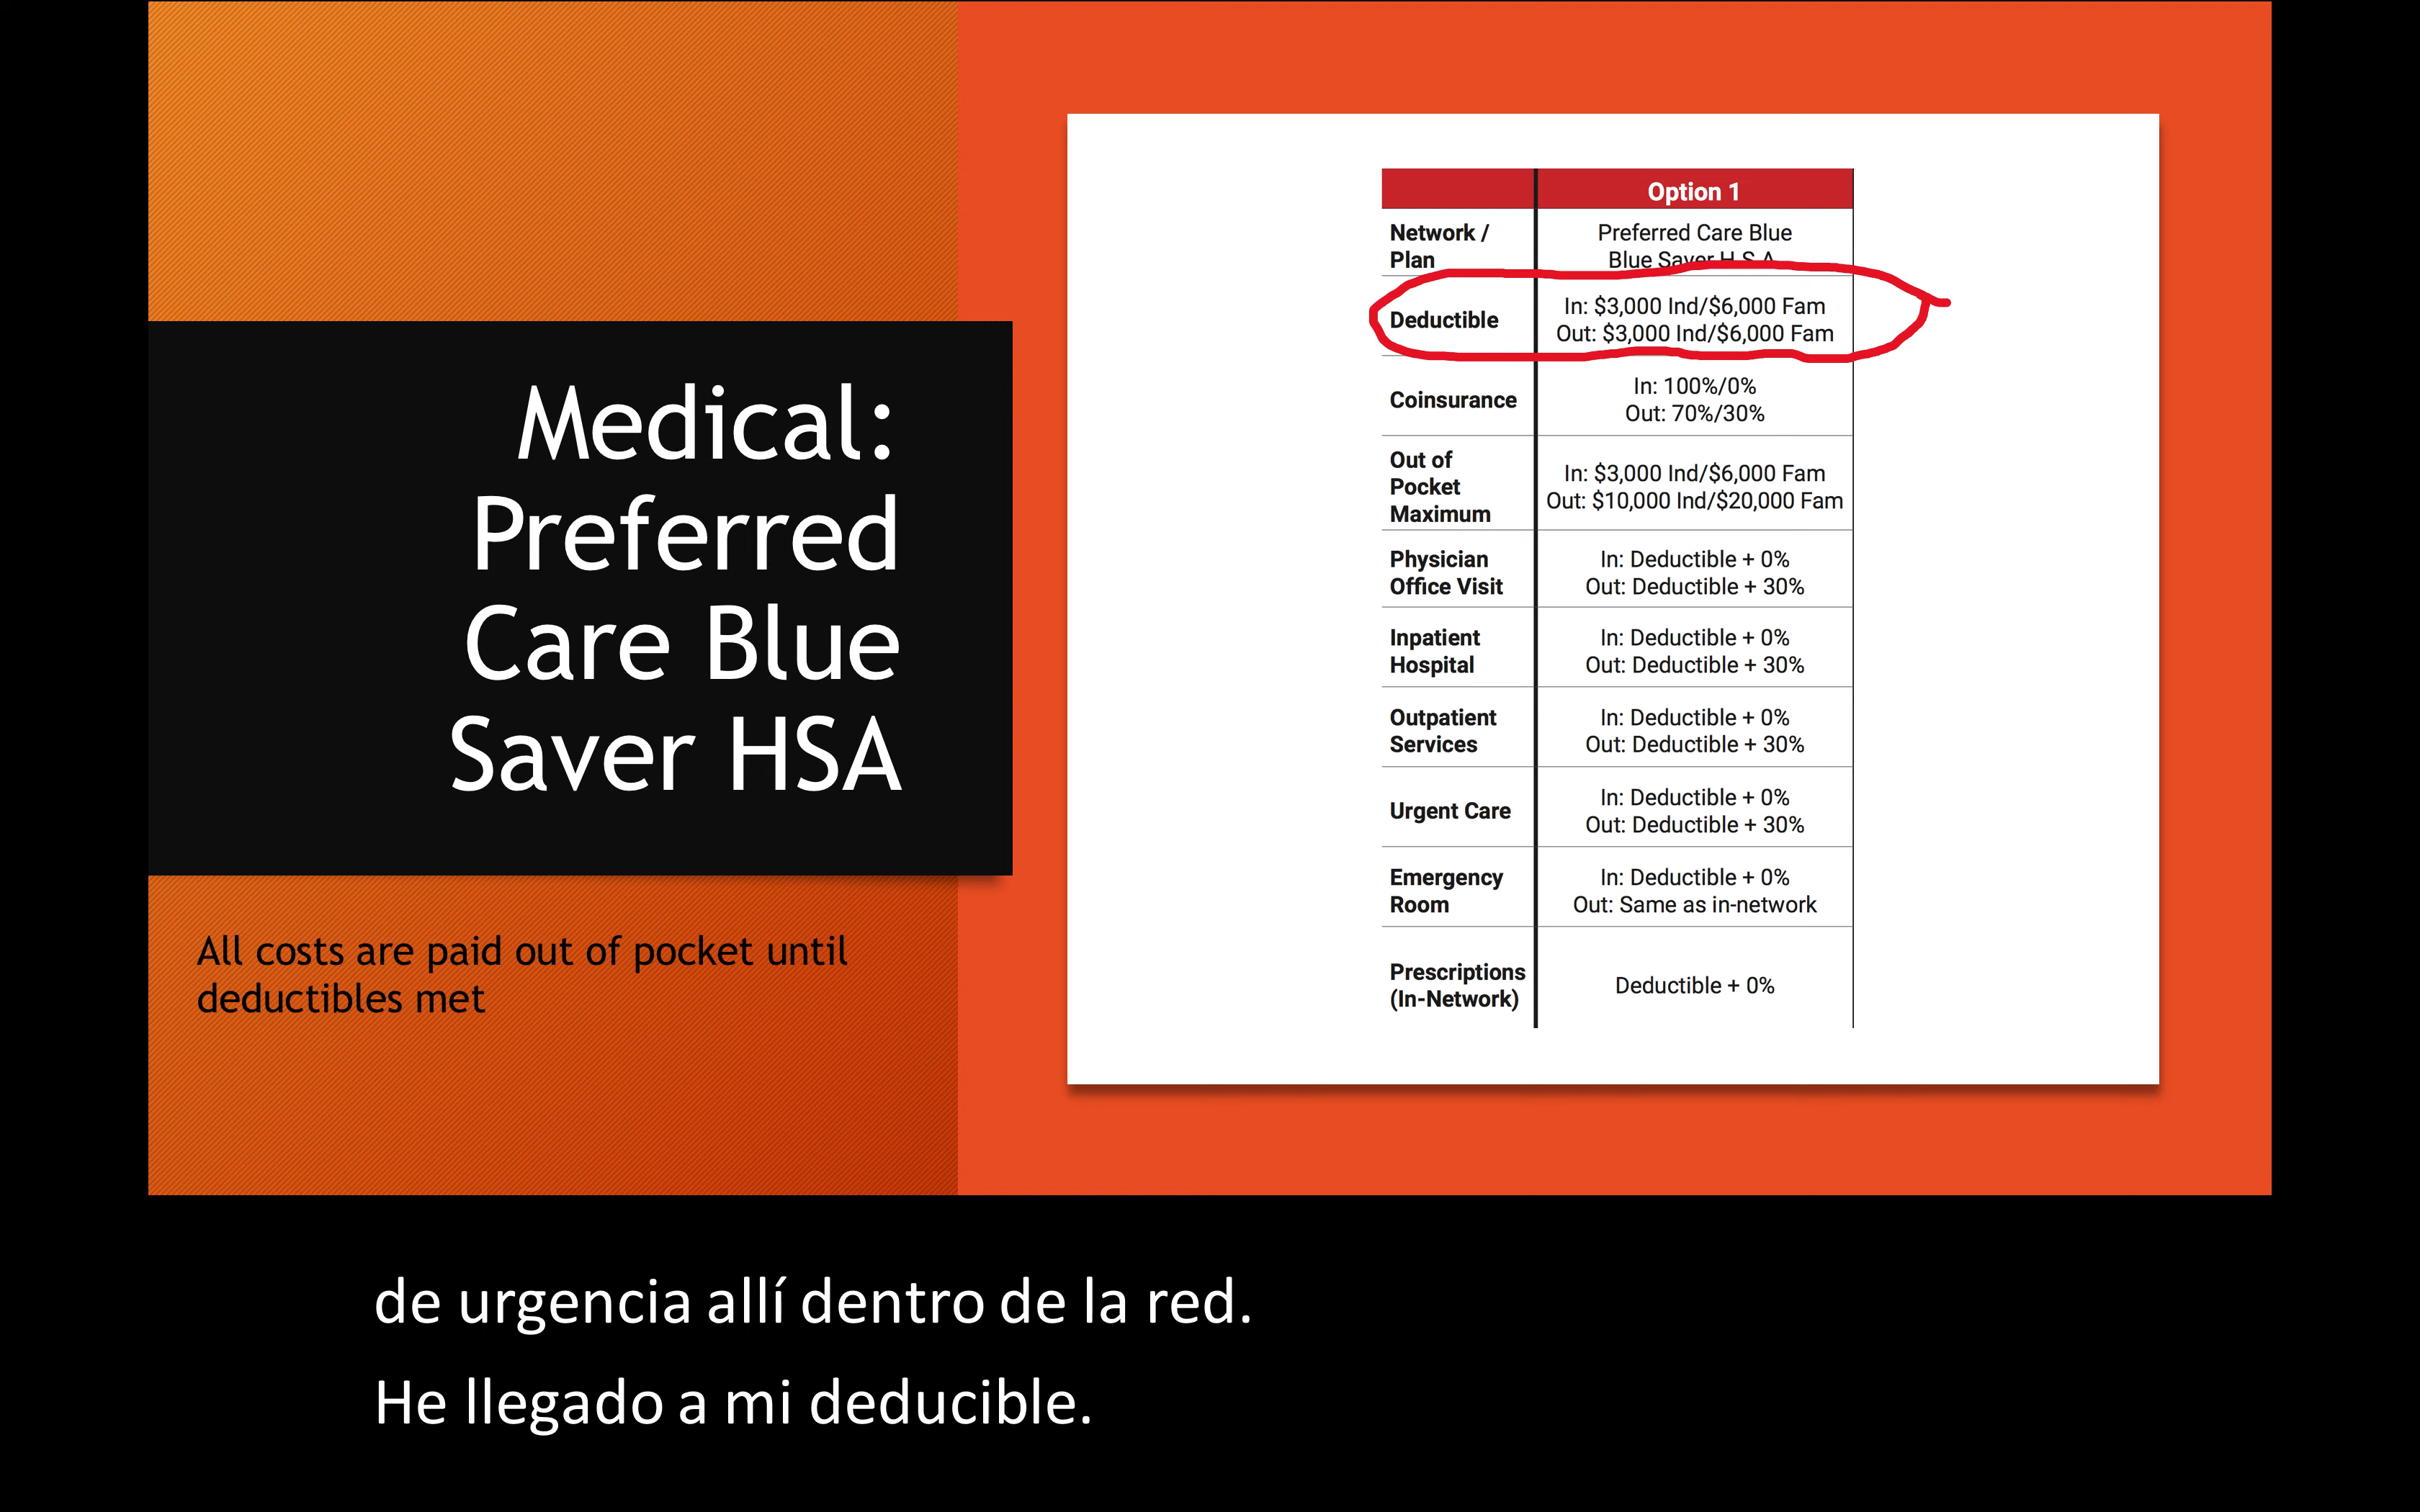 Medical:
Preferred
Care Blue
Saver HSA
All costs are paid out of pocket until
deductibles met
Option 1
Network /
Plan
Preferred Care Blue
Blue Saver H.S.A.
Deductible
In: $3,000 Ind/$6,000 Fam
Out: $3,000 Ind/$6,000 Fam
Coinsurance
In: 100%/0%
Out: 70%/30%
Out of
Pocket
Maximum
In: $3,000 Ind/$6,000 Fam
Out: $10,000 Ind/$20,000 Fam
Physician
Office Visit
In: Deductible + 0%
Out: Deductible + 30%
Inpatient
Hospital
In: Deductible + 0%
Out: Deductible + 30%
Outpatient
Services
In: Deductible + 0%
Out: Deductible + 30%
Urgent Care
In: Deductible + 0%
Out: Deductible + 30%
Emergency
Room
In: Deductible + 0%
Out: Same as in-network
Prescriptions
(In-Network)
Deductible + 0%
de urgencia allí dentro de la red.
He llegado a mi deducible.